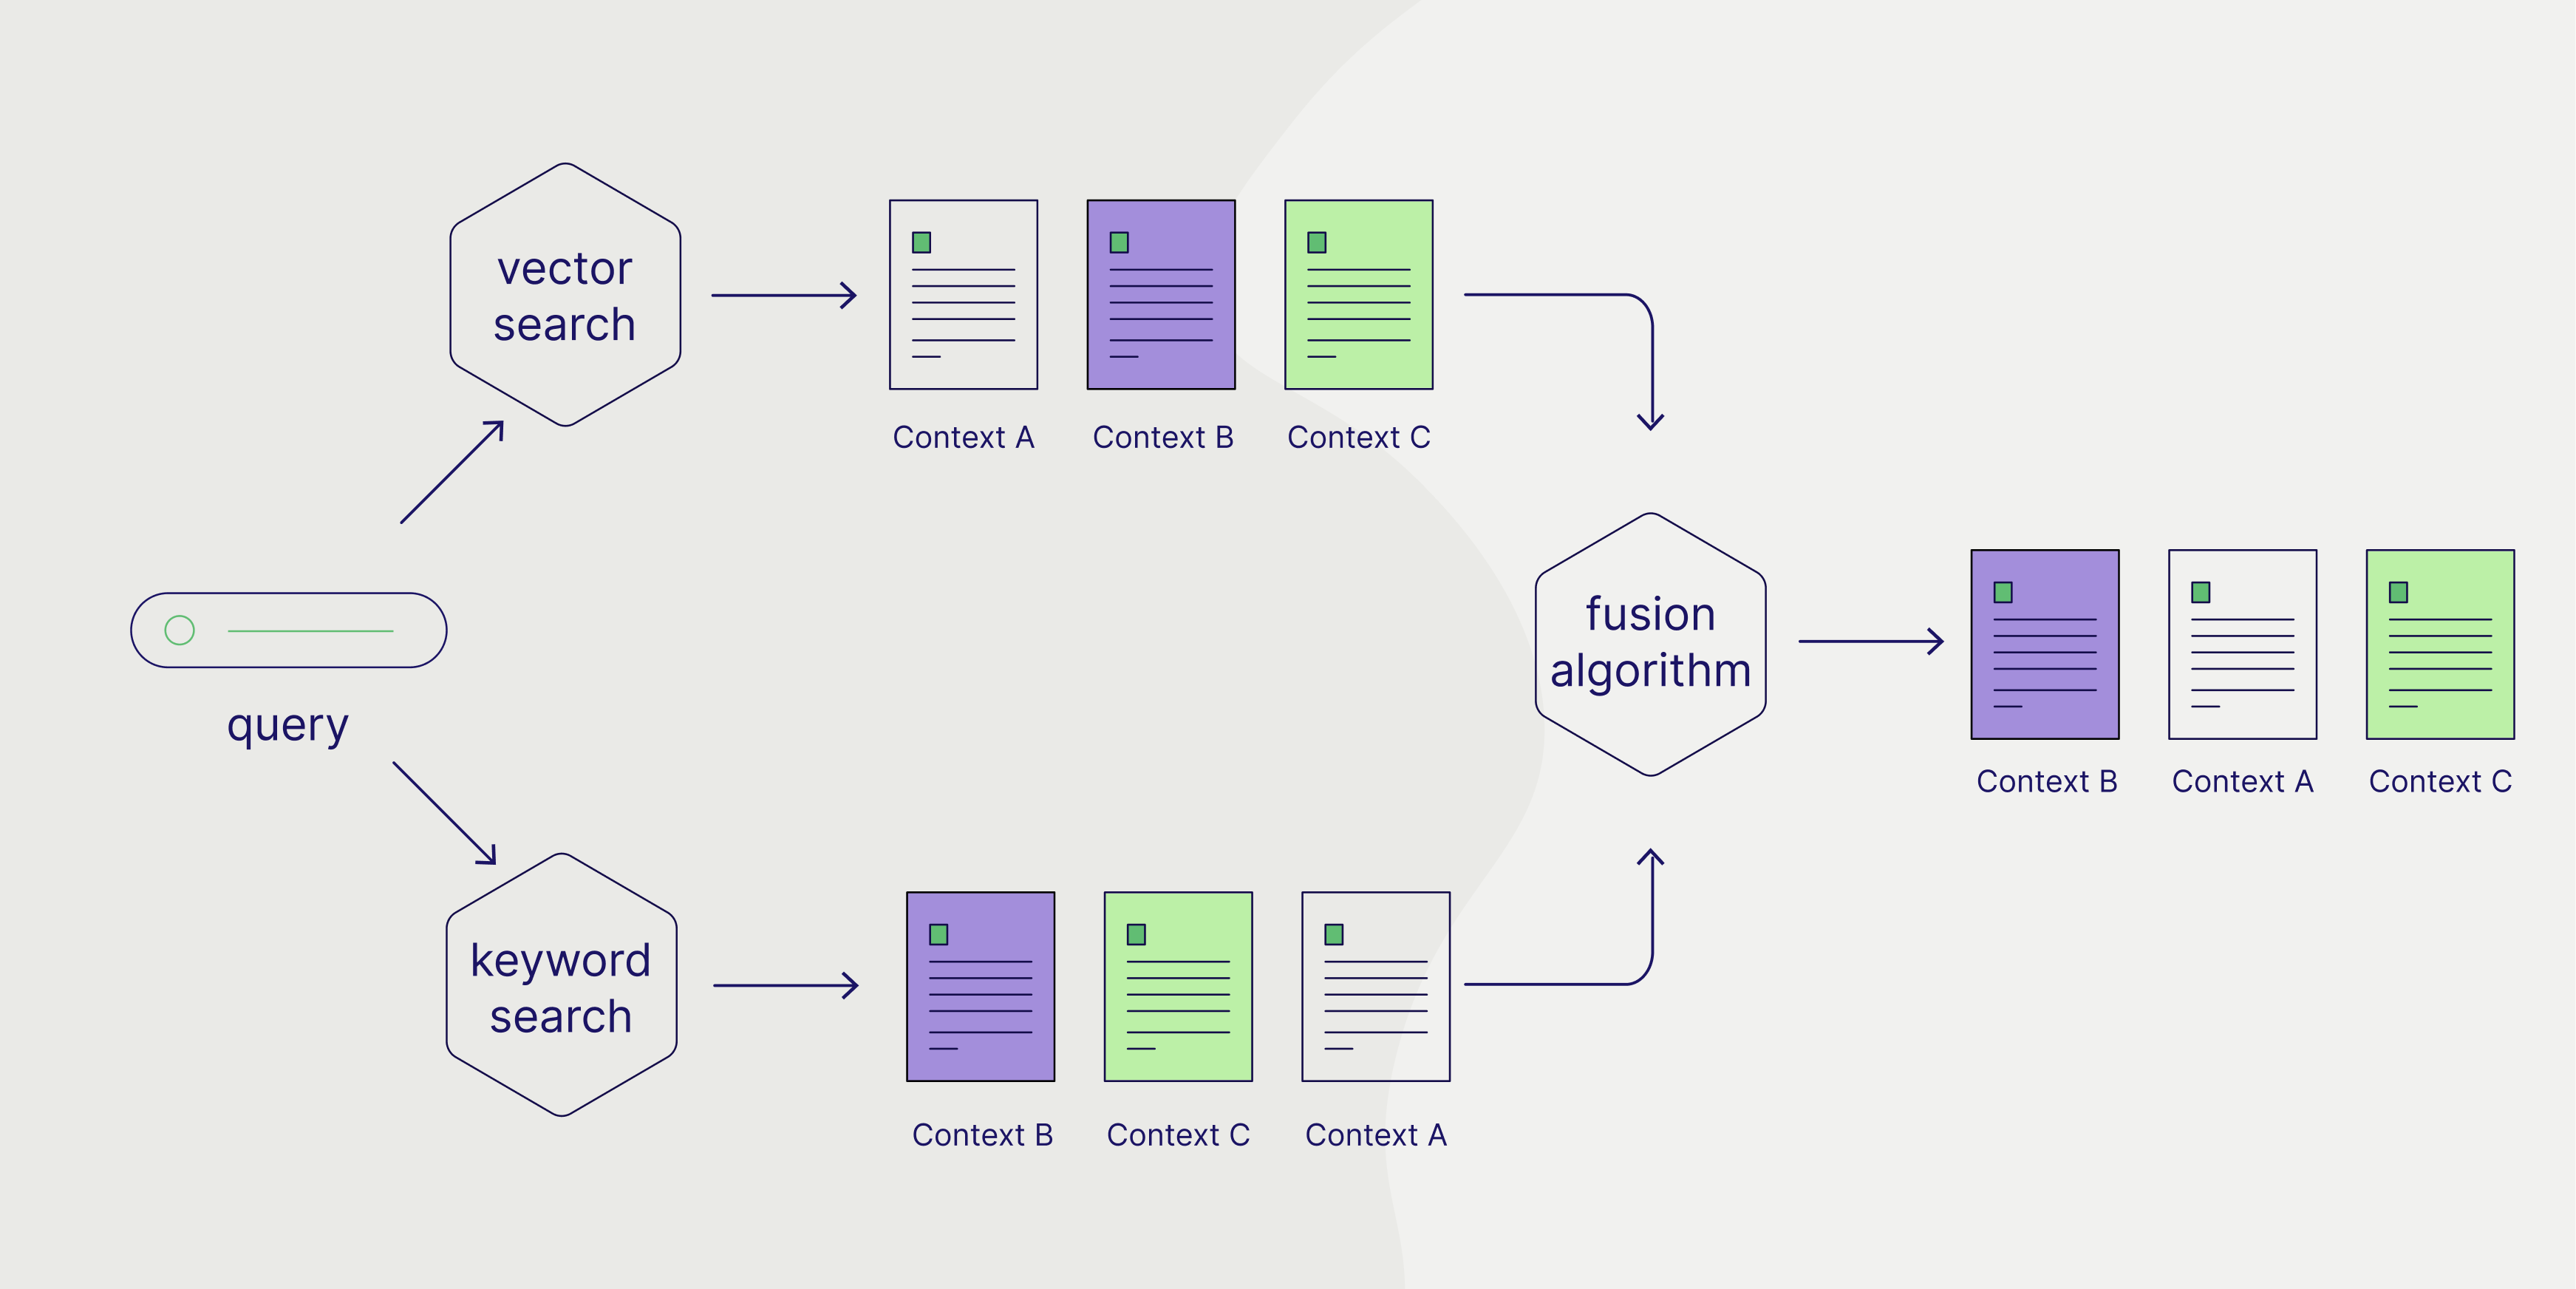 vector
search
Context A
Context B
Context C
query
fusion
algorithm
Context B
Context A
Context C
keyword
search
Context B
Context C
Context A